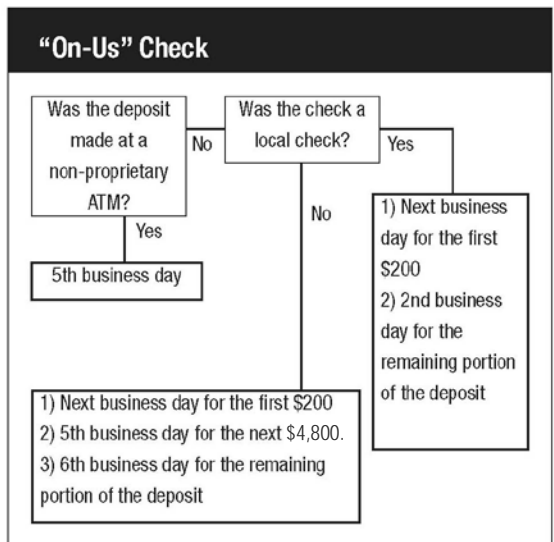 “On-Us” Check
Was the deposit
made at a
non-proprietary
ATM?
No
Was the check a
local check?
Yes
Yes
5th business day
No
1) Next business
day for the first
$200
2) 2nd business
day for the
remaining portion
of the deposit
1) Next business day for the first $200
2) 5th business day for the next $4,800.
3) 6th business day for the remaining
portion of the deposit